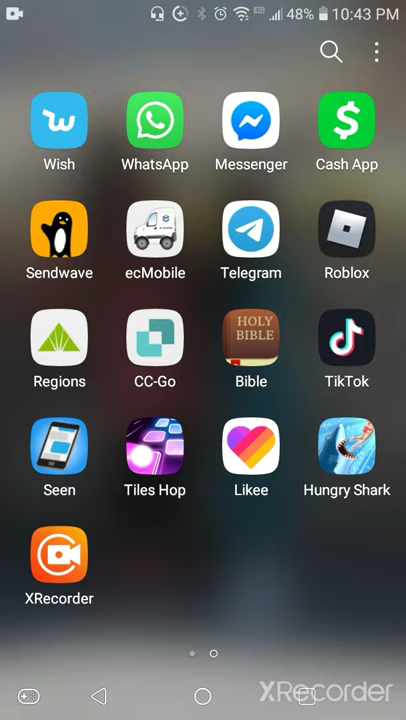 48% 10:43 PM
Wish WhatsApp Messenger Cash App
Sendwave ecMobile Telegram Roblox
HOLY
BIBLE
Regions CC-Go Bible TikTok
Seen Tiles Hop Likee Hungry Shark
XRecorder
XRecorder